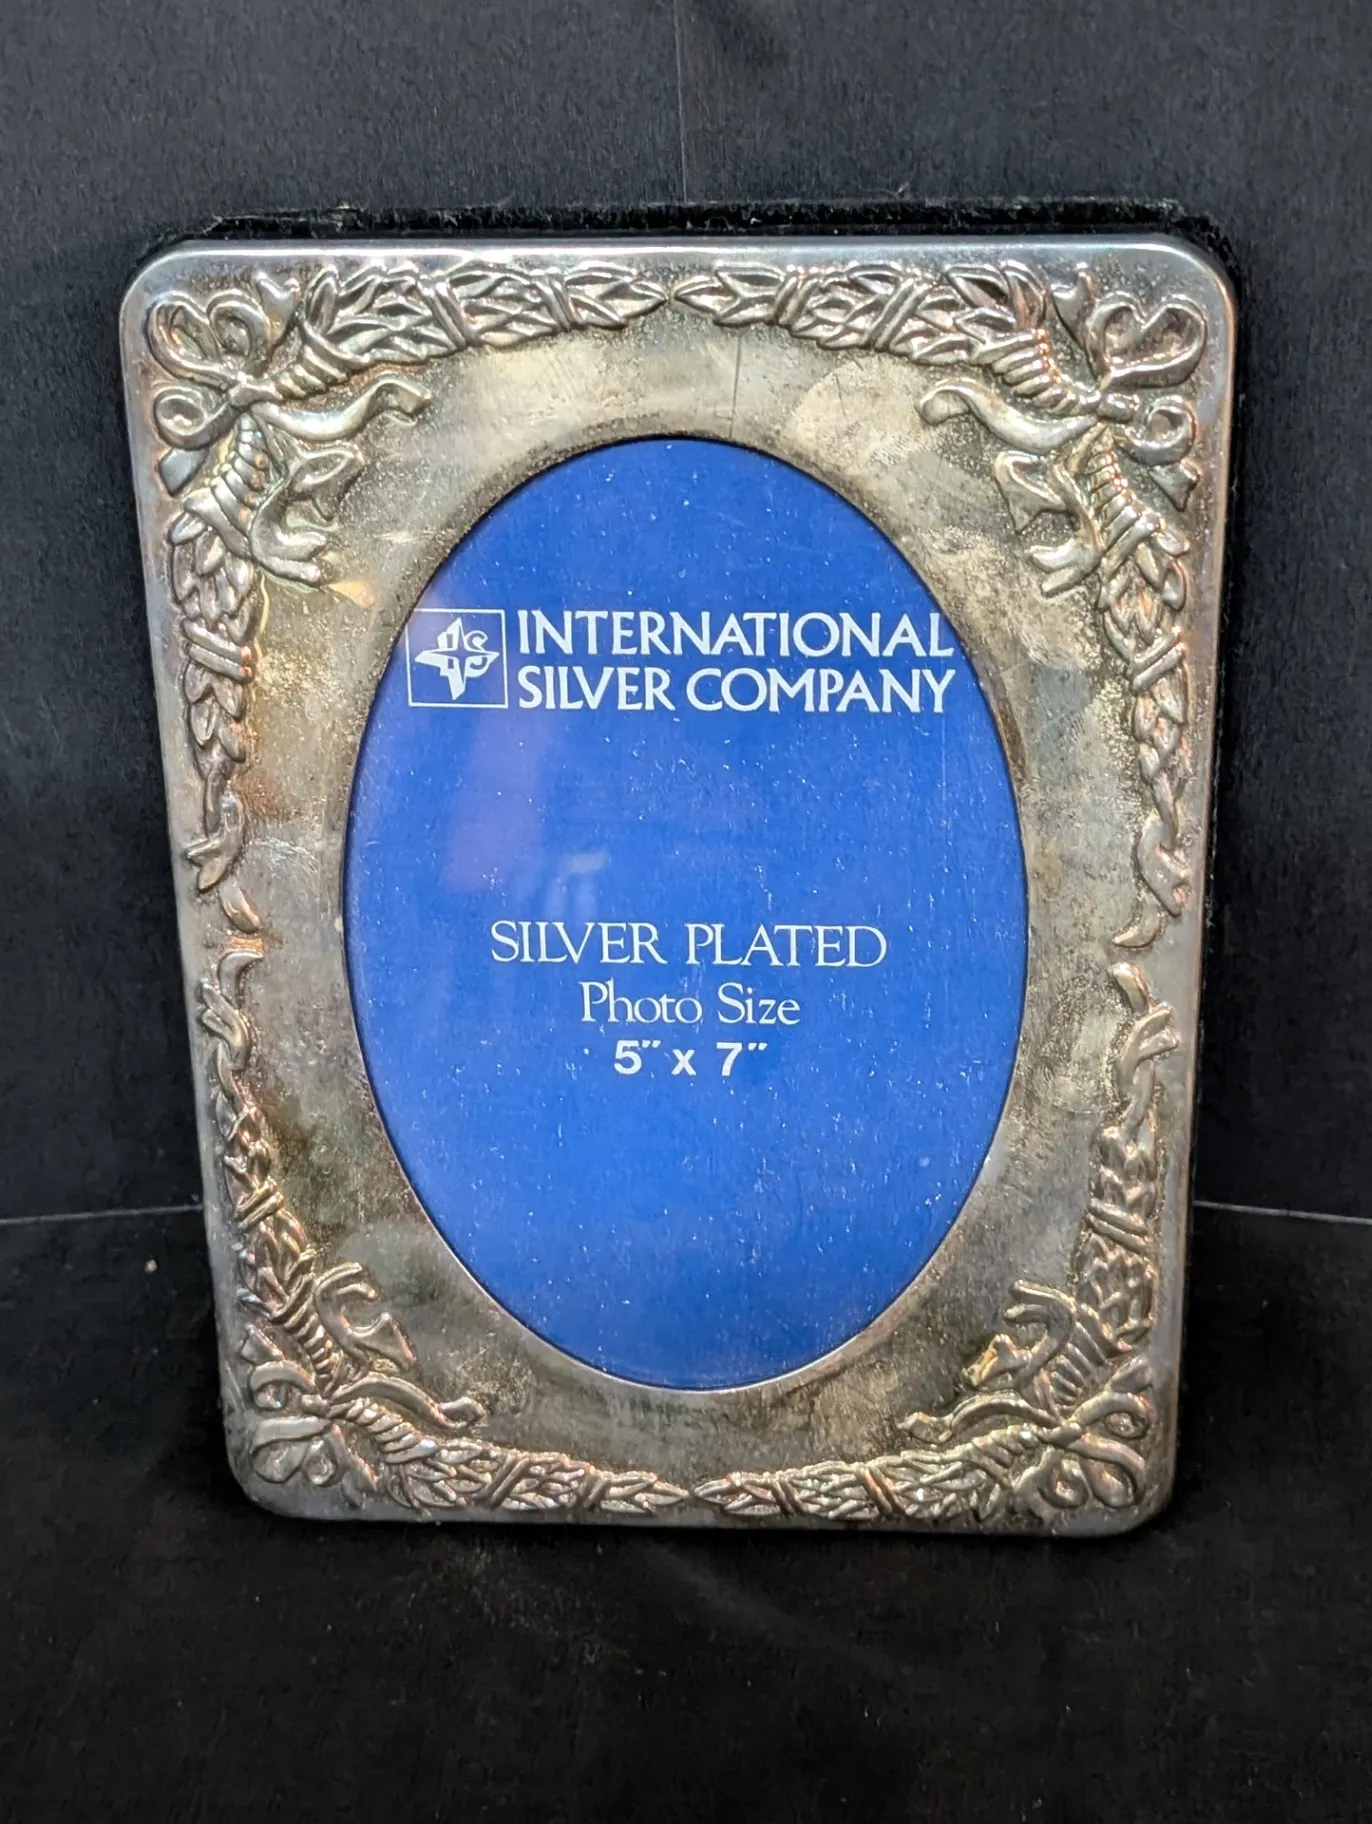 INTERNATIONAL
SILVER COMPANY
SILVER PLATED
Photo Size
5" x 7"